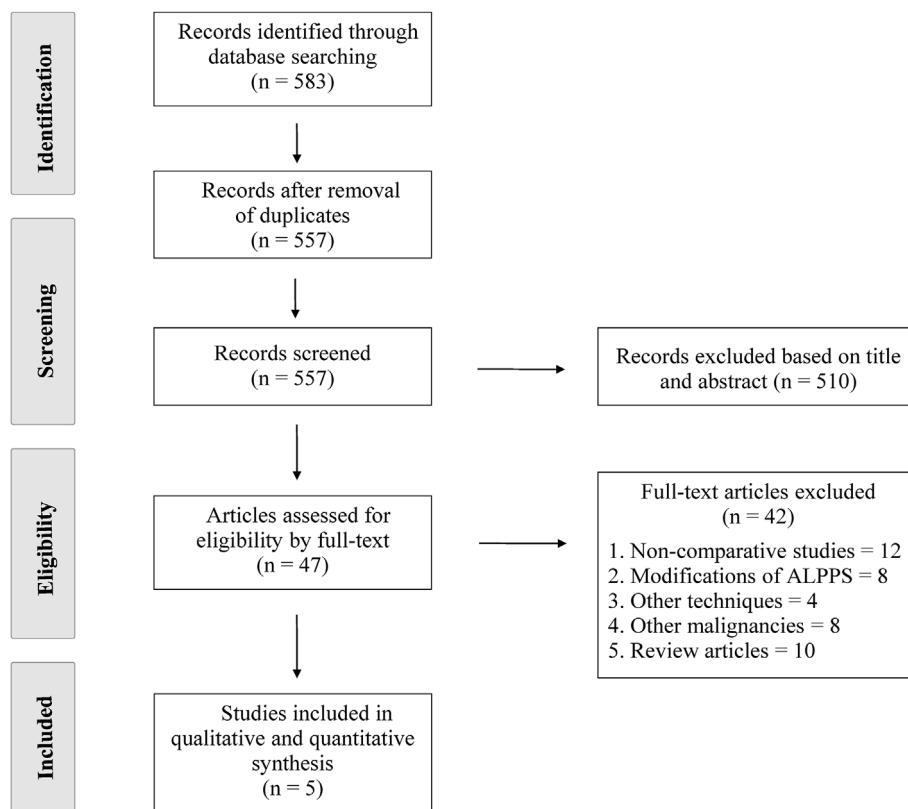 Identification
Records identified through
database searching
(n = 583)
Records after removal
of duplicates
(n = 557)
Screening
Records screened
(n = 557)
Records excluded based on title
and abstract (n = 510)
Eligibility
Articles assessed for
eligibility by full-text
(n = 47)
Full-text articles excluded
(n = 42)
1. Non-comparative studies = 12
2. Modifications of ALPPS = 8
3. Other techniques = 4
4. Other malignancies = 8
5. Review articles = 10
Included
Studies included in
qualitative and quantitative
synthesis
(n = 5)